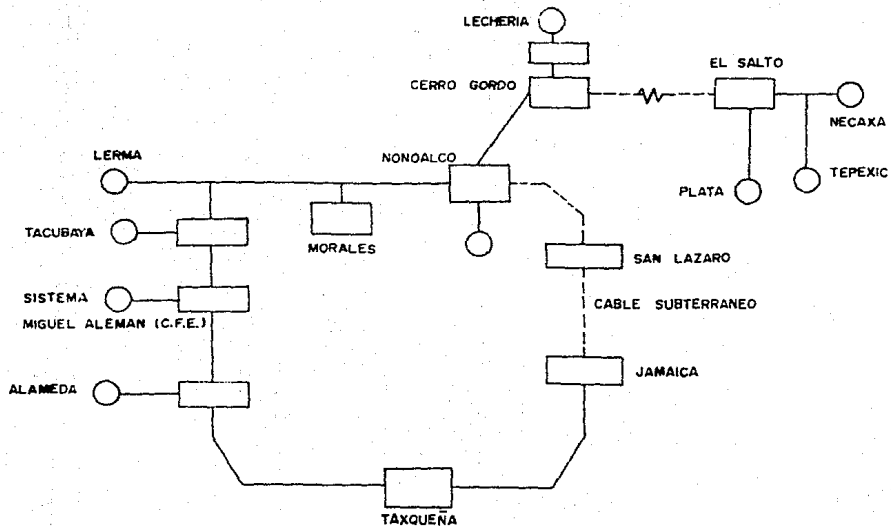 LECHERIA
EL SALTO
CERRO GORDO
NECAXA
LERMA
NONOALCO
TEPEXIC
PLATA
TACUBAYA
MORALES
SAN LAZARO
SISTEMA
CABLE SUBTERRANEO
MIGUEL ALEMAN (C.F.E.)
JAMAICA
ALAMEDA
TAXQUEÑA